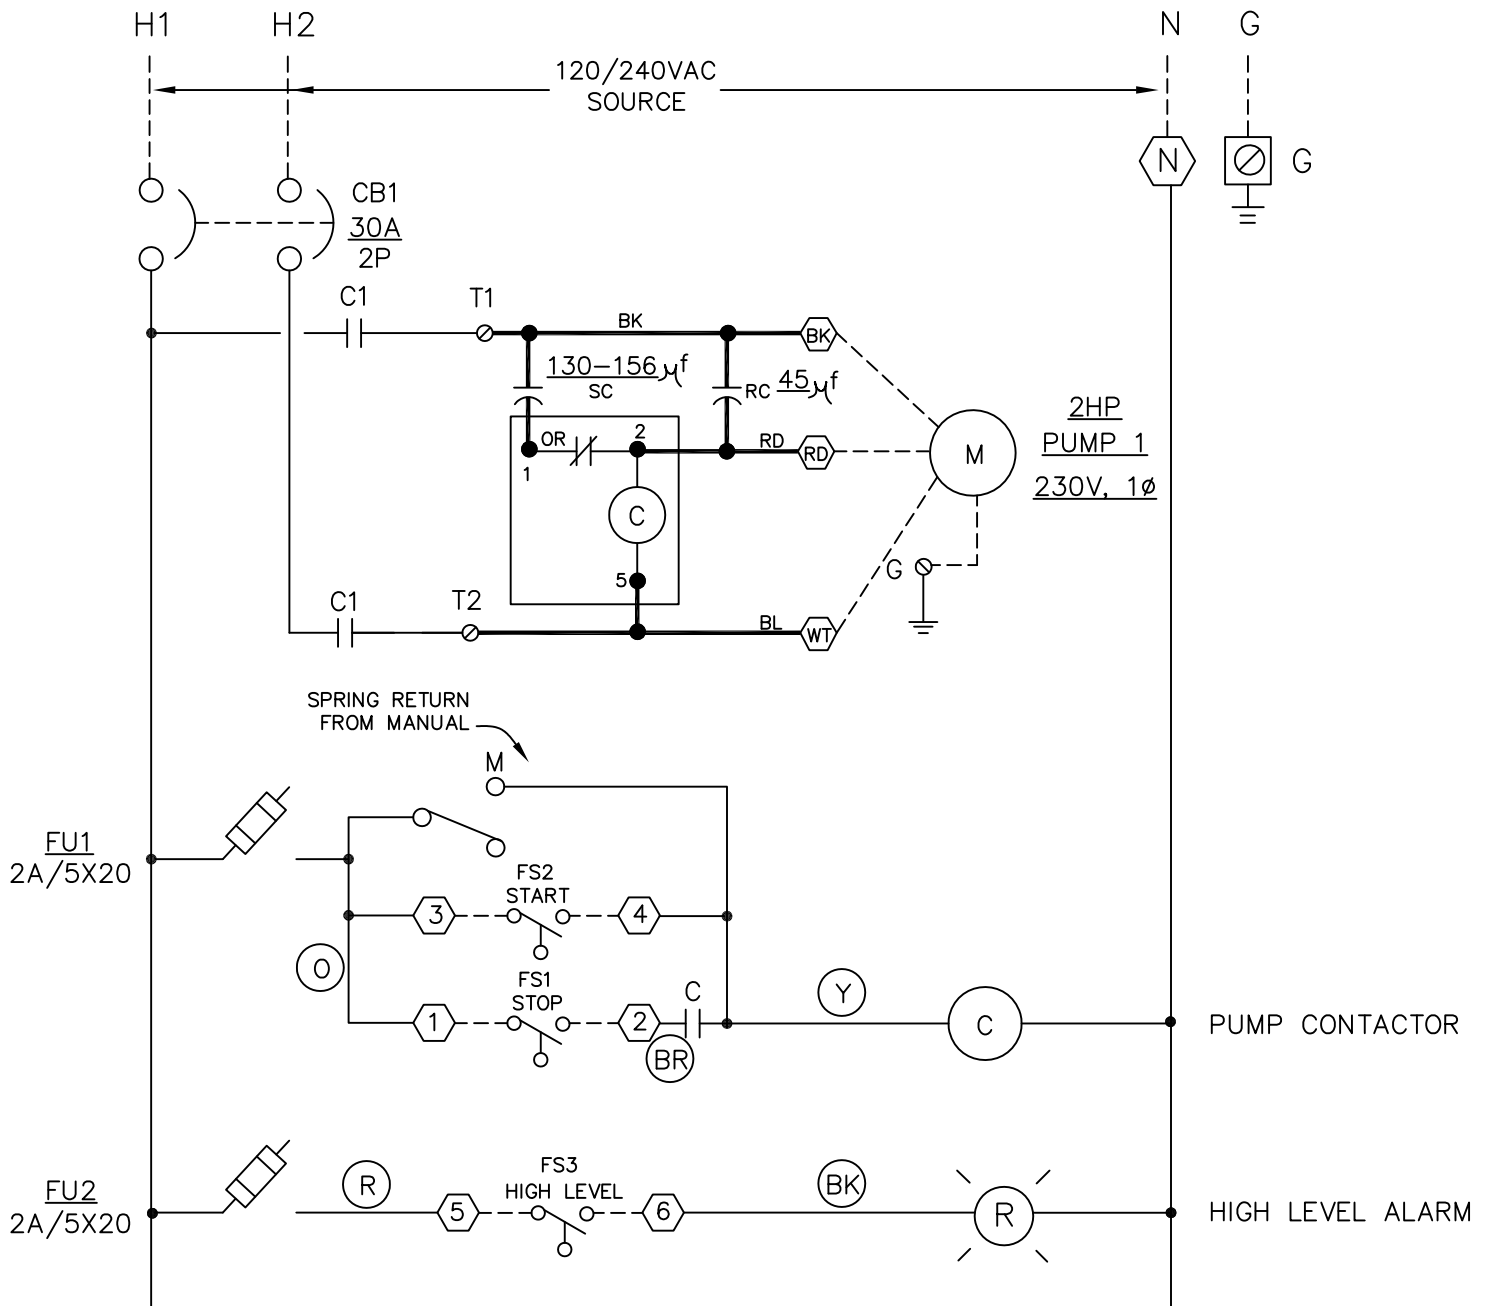 H1
H2
N
G
120/240VAC
SOURCE
N
G
CB1
30A
2P
C1
T1
BK
BK
130-156µf
SC
RC 45µf
2HP
PUMP 1
230V, 1ø
OR
2
RD
RD
M
1
C
G
5
C1
T2
BL
WT
SPRING RETURN
FROM MANUAL
M
FU1
2A/5X20
FS2
START
3
4
O
FS1
STOP
1
2
C
BR
Y
C
PUMP CONTACTOR
FU2
2A/5X20
R
5
FS3
HIGH LEVEL
6
BK
R
HIGH LEVEL ALARM